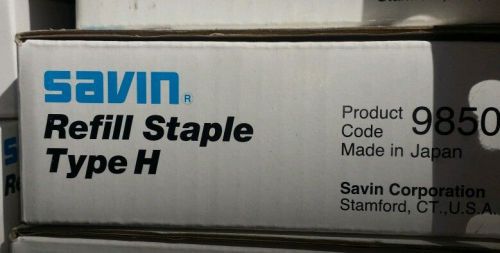 savin®
Refill Staple
Type H
Product
Code 9850
Made in Japan
Savin Corporation
Stamford, CT.,U.S.A.